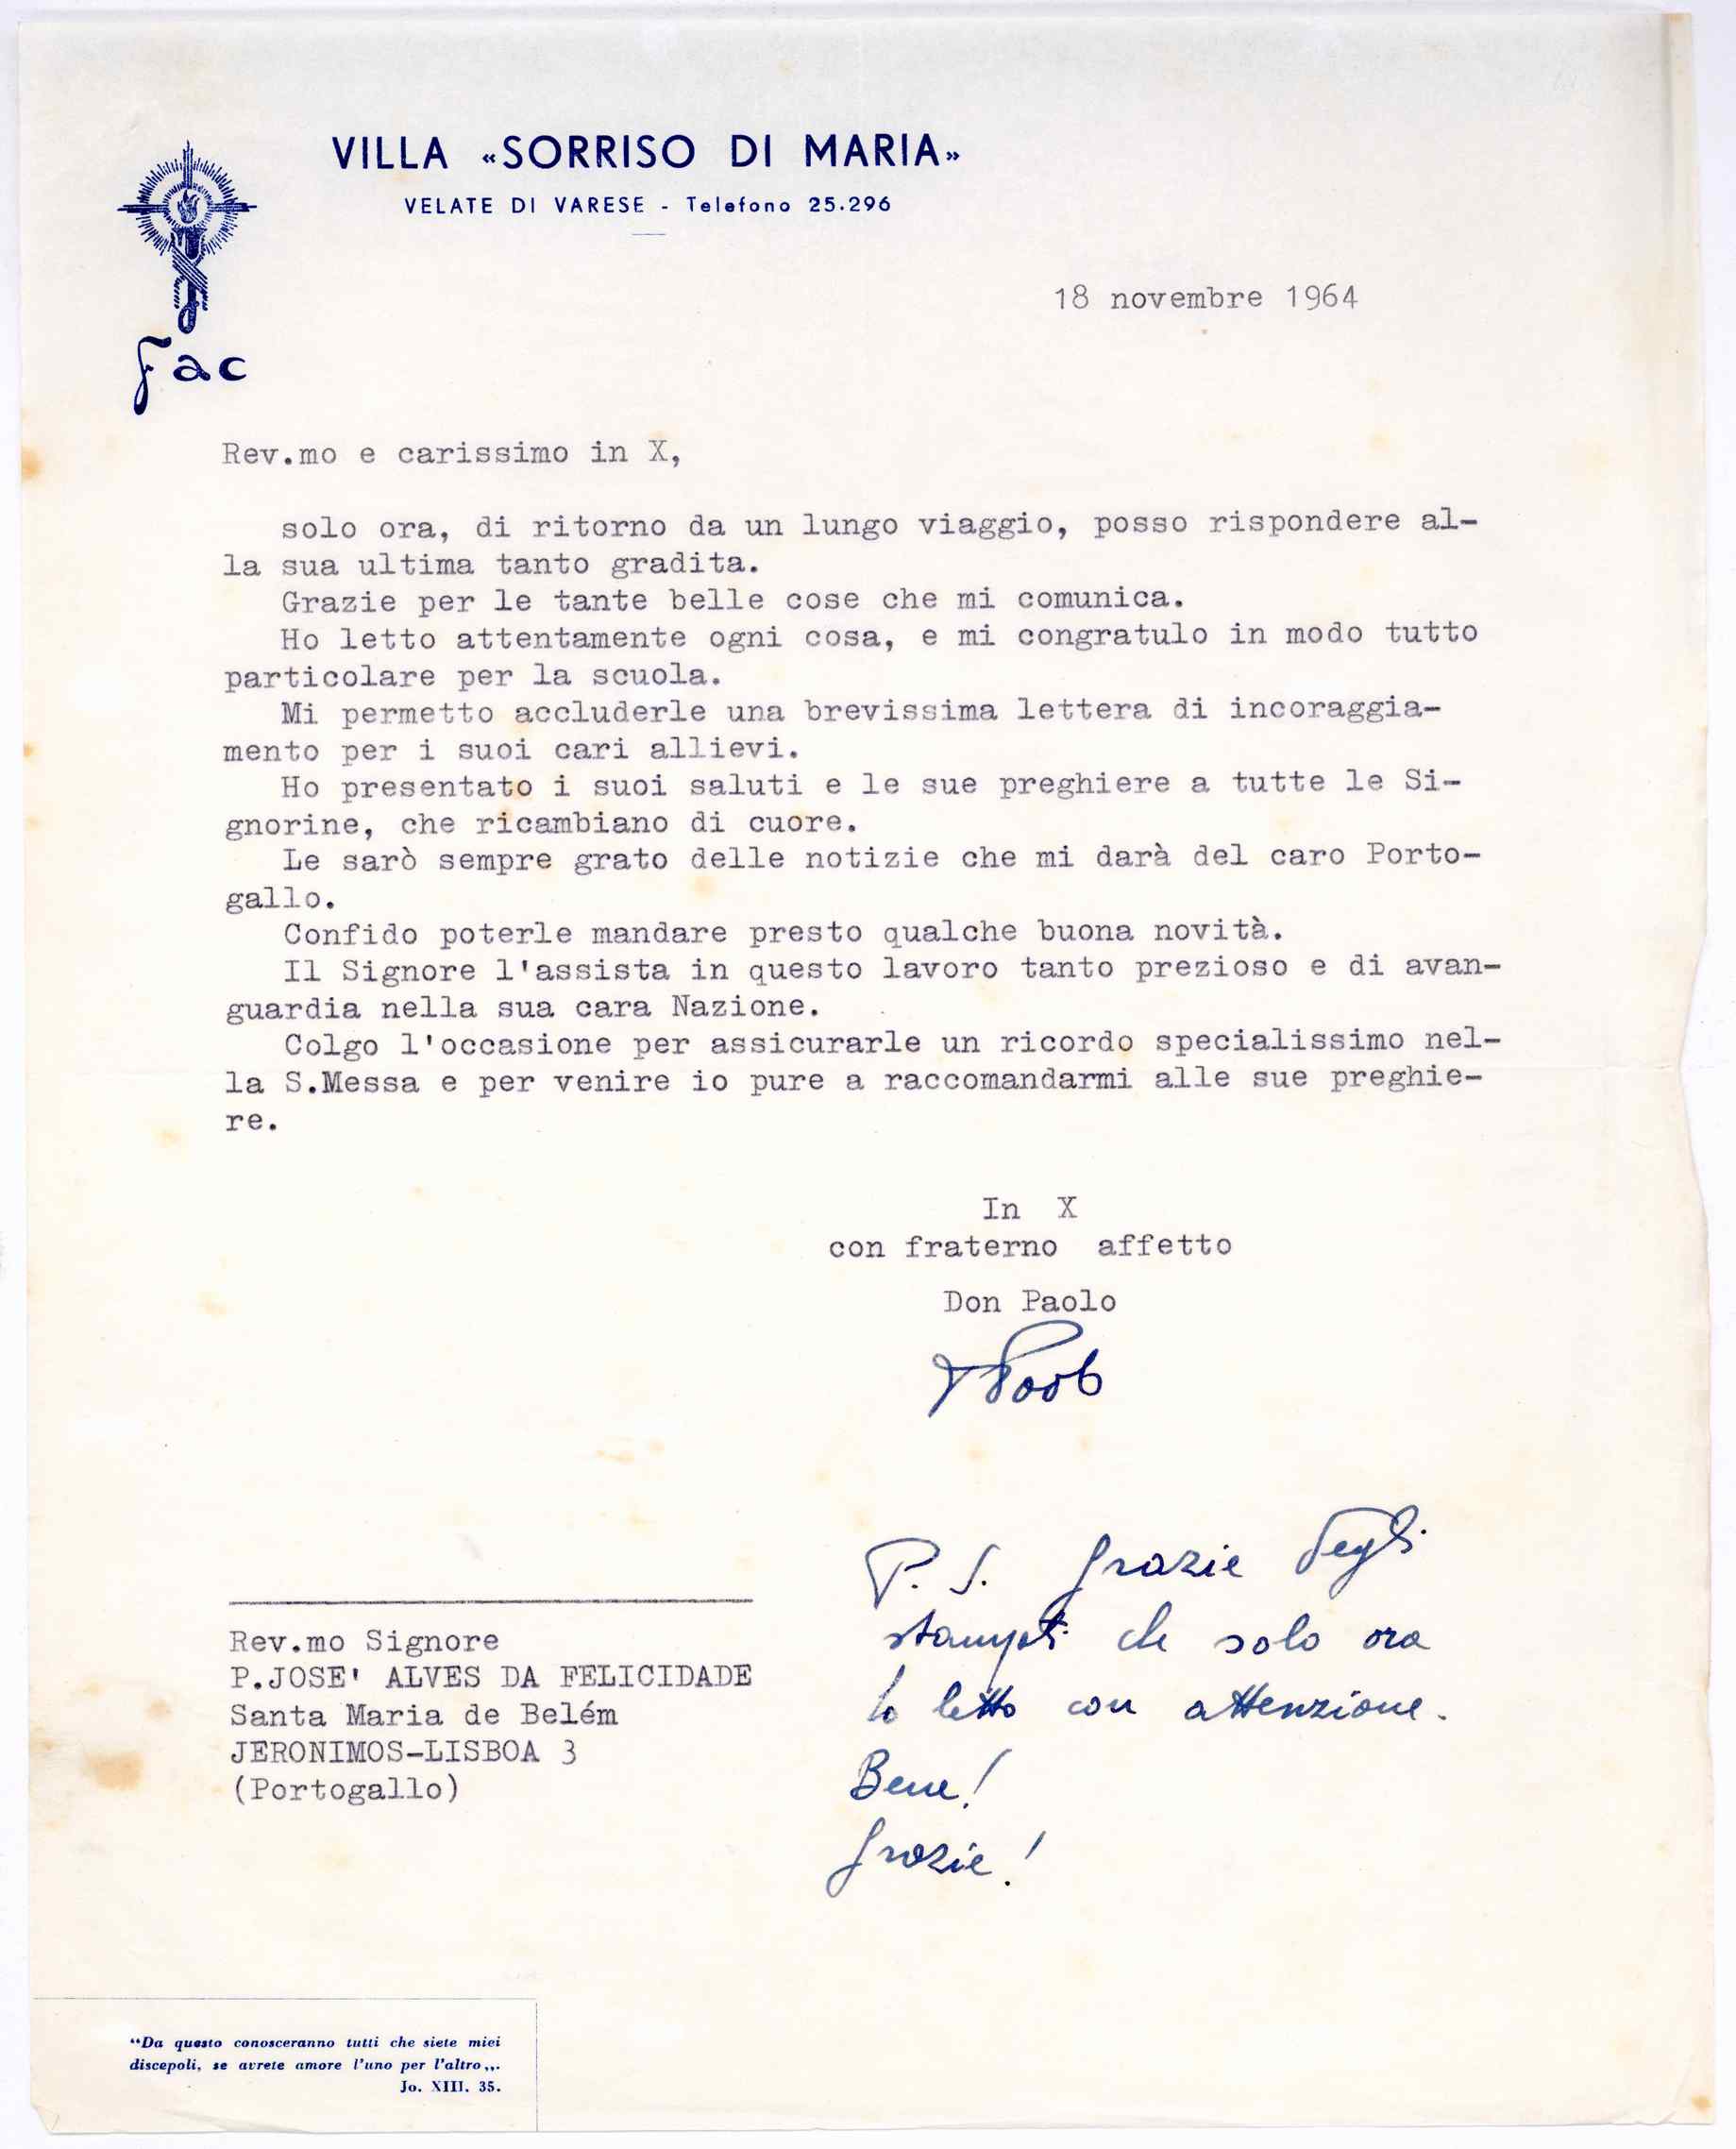 VILLA «SORRISO DI MARIA»
VELATE DI VARESE - Telefono 25.296
18 novembre 1964
Fac
Rev.mo e carissimo in X,
solo ora, di ritorno da un lungo viaggio, posso rispondere al-
la sua ultima tanto gradita.
Grazie per le tante belle cose che mi comunica.
Ho letto attentamente ogni cosa, e mi congratulo in modo tutto
particolare per la scuola.
Mi permetto accluderle una brevissima lettera di incoraggia-
mento per i suoi cari allievi.
Ho presentato i suoi saluti e le sue preghiere a tutte le Si-
gnorine, che ricambiano di cuore.
Le sarò sempre grato delle notizie che mi darà del caro Porto-
gallo.
Confido poterle mandare presto qualche buona novità.
Il Signore l'assista in questo lavoro tanto prezioso e di avan-
guardia nella sua cara Nazione.
Colgo l'occasione per assicurarle un ricordo specialissimo nel-
la S.Messa e per venire io pure a raccomandarmi alle sue preghie-
re.
In X
con fraterno affetto
Don Paolo
P. S. Grazie degli
stampati che solo ora
ho letto con attenzione.
Bene!
Grazie!
Rev.mo Signore
P.JOSE' ALVES DA FELICIDADE
Santa Maria de Belém
JERONIMOS-LISBOA 3
(Portogallo)
“Da questo conosceranno tutti che siete miei
discepoli, se avrete amore l'uno per l'altro„.
Jo. XIII. 35.